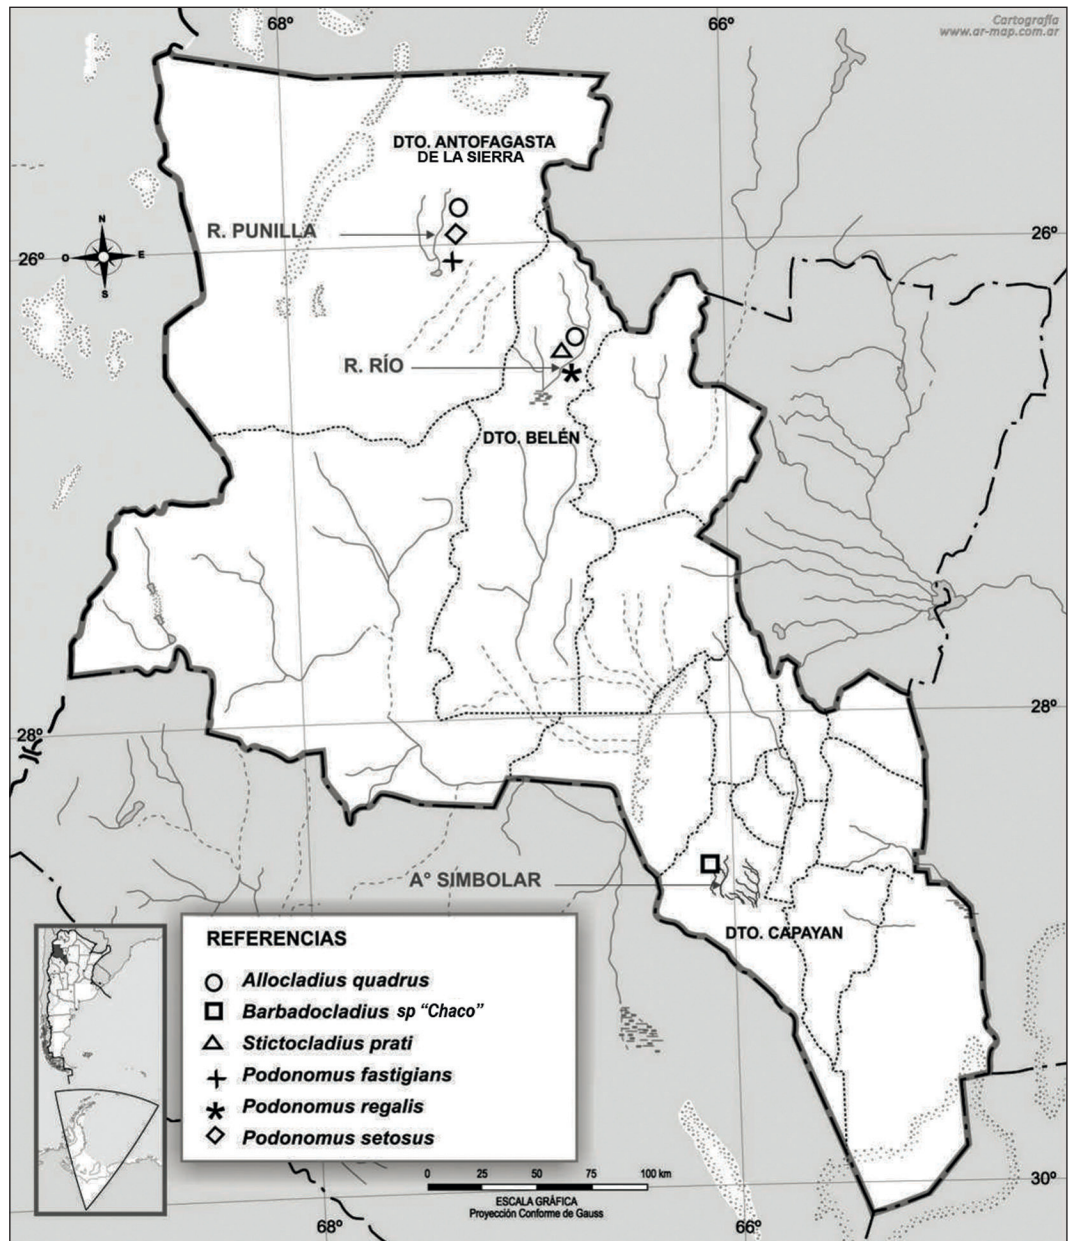 68º
66º
Cartografía
www.ar-map.com.ar
DTO. ANTOFAGASTA
DE LA SIERRA
R. PUNILLA
26º
26º
N
O
E
S
R. RÍO
DTO. BELÉN
28º
28º
Aº SIMBOLAR
DTO. CAPAYAN
REFERENCIAS
Allocladius quadrus
Barbadocladius sp “Chaco”
Stictocladius prati
Podonomus fastigians
Podonomus regalis
Podonomus setosus
0 25 50 75 100 km
ESCALA GRÁFICA
Proyección Conforme de Gauss
30º
68º
66º